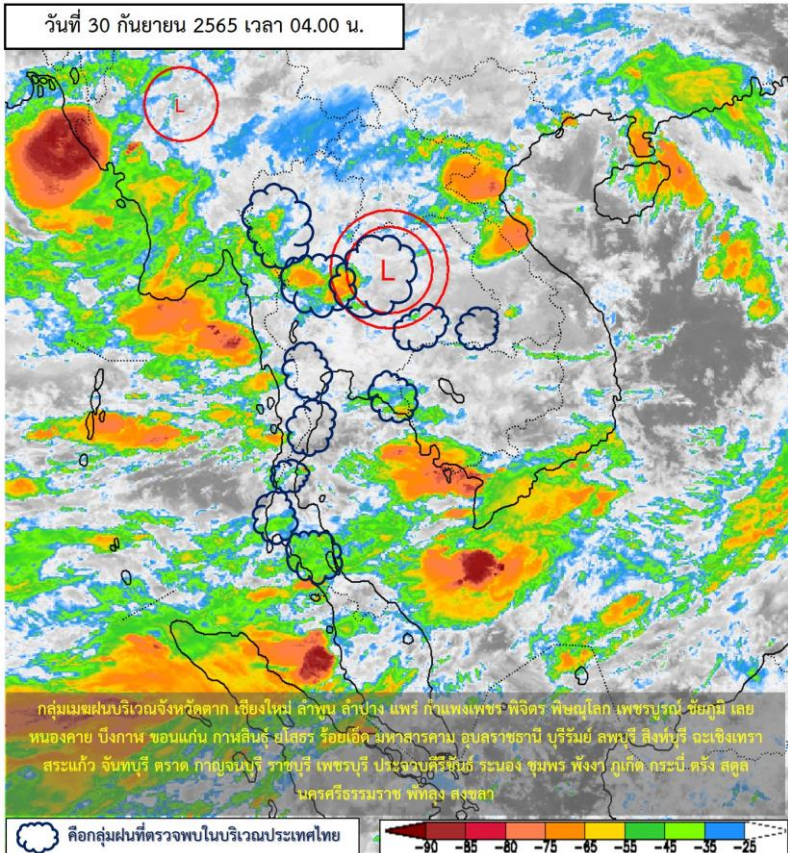 วันที่ 30 กันยายน 2565 เวลา 04.00 น.
L
L
กลุ่มเมฆฝนบริเวณจังหวัดตาก เชียงใหม่ ลำพูน ลำปาง แพร่ กำแพงเพชร พิจิตร พิษณุโลก เพชรบูรณ์ ชัยภูมิ เลย
หนองคาย บึงกาฬ ขอนแก่น กาฬสินธุ์ ยโสธร ร้อยเอ็ด มหาสารคาม อุบลราชธานี บุรีรัมย์ ลพบุรี สิงห์บุรี ฉะเชิงเทรา
สระแก้ว จันทบุรี ตราด กาญจนบุรี ราชบุรี เพชรบุรี ประจวบคีรีขันธ์ ระนอง ชุมพร พังงา ภูเก็ต กระบี่ ตรัง สตูล
นครศรีธรรมราช พัทลุง สงขลา
คือกลุ่มฝนที่ตรวจพบในบริเวณประเทศไทย
-90 -85 -80 -75 -65 -55 -45 -35 -25